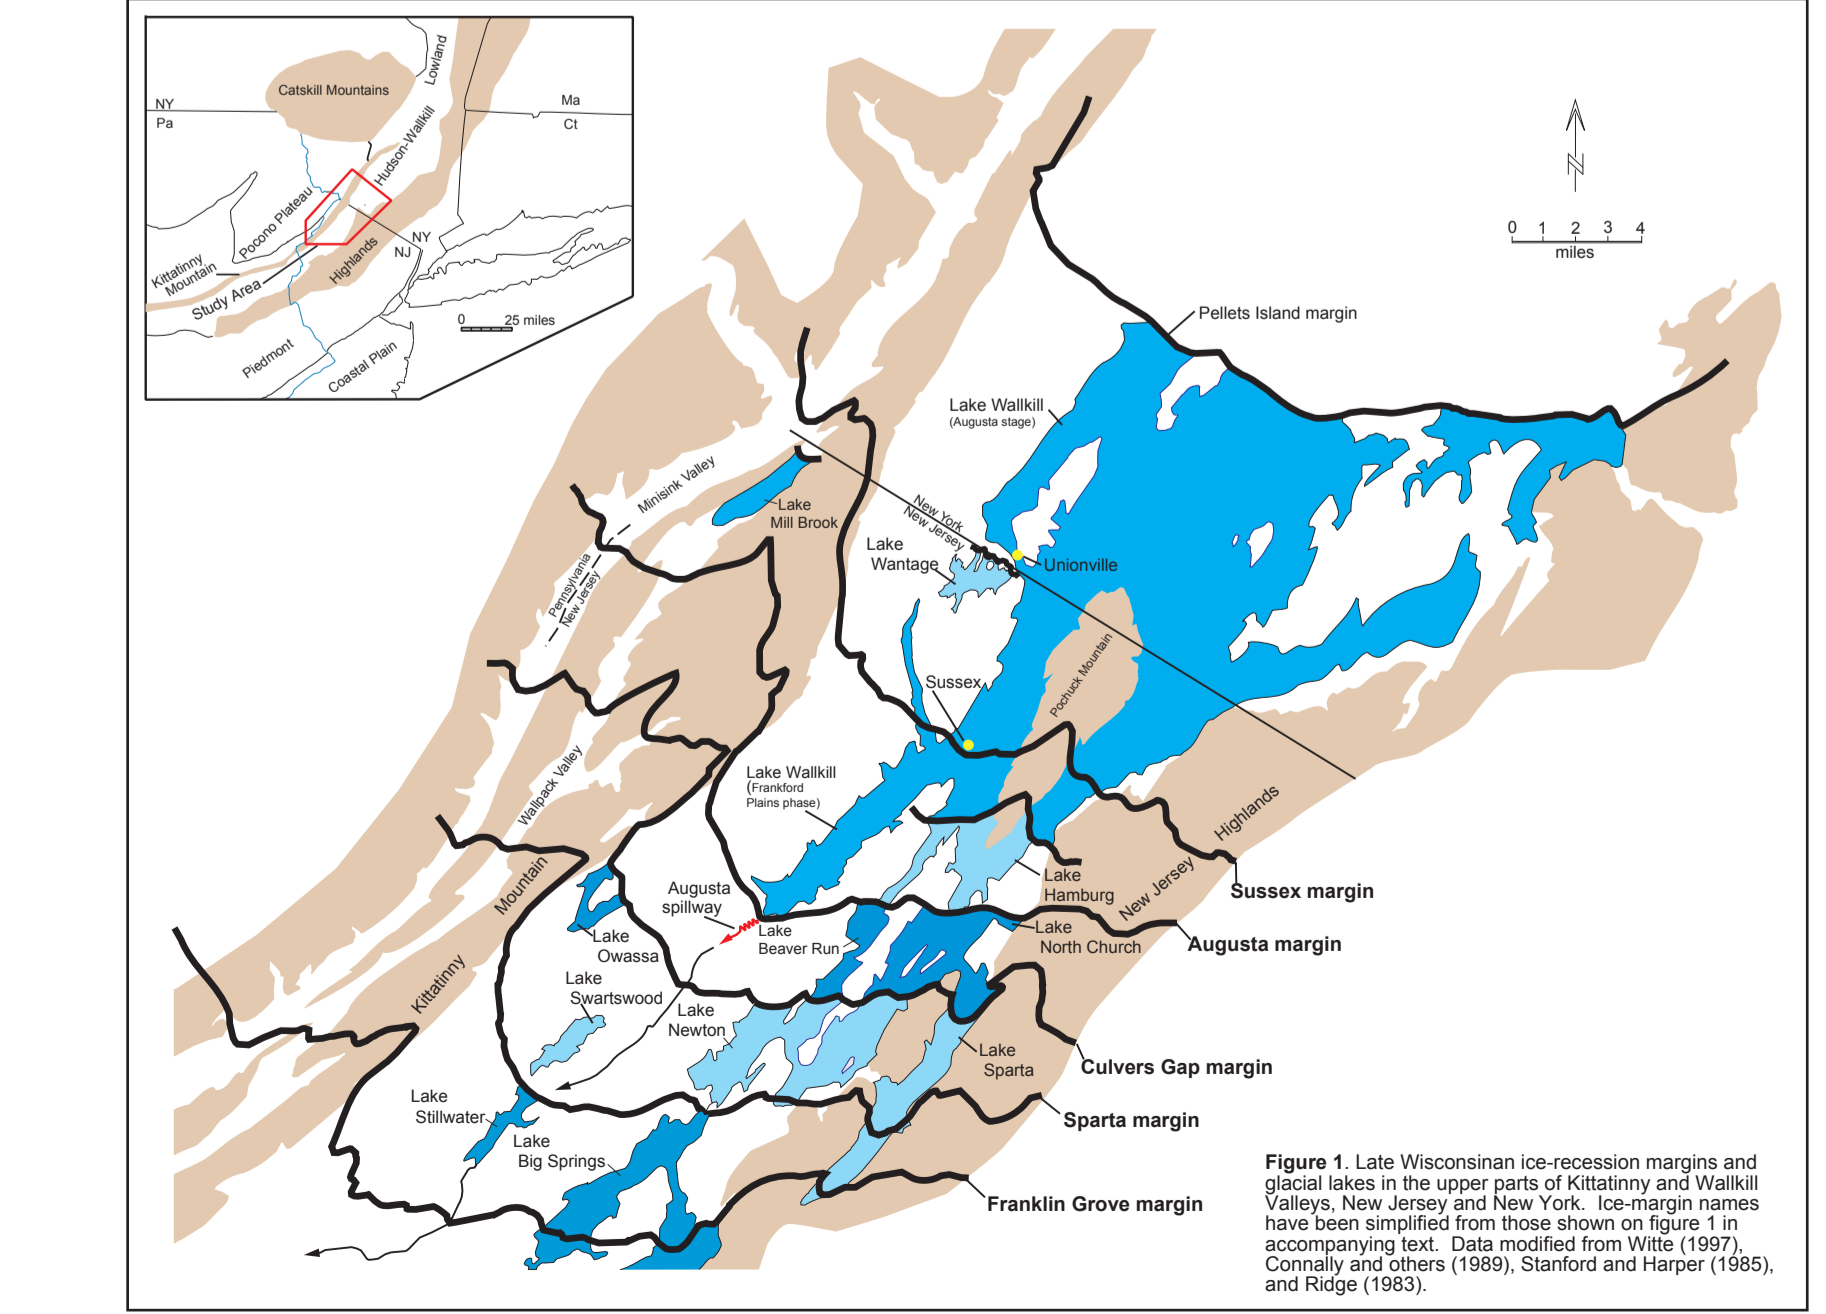 Catskill Mountains
Lowland
Hudson-Wallkill
NY
Pa
Ma
Ct
Pocono Plateau
Kittatinny
Mountain
Study Area
Highlands
NY
NJ
0 25 miles
Piedmont
Coastal Plain
N
0 1 2 3 4
miles
Pellets Island margin
Lake Wallkill
(Augusta stage)
Minisink Valley
Lake
Mill Brook
New York
New Jersey
Lake
Wantage
Unionville
Pennsylvania
New Jersey
Pochuck Mountain
Sussex
Wallpack Valley
Lake Wallkill
(Frankford
Plains phase)
Highlands
New Jersey
Lake
Hamburg
Sussex margin
Mountain
Kittatinny
Augusta
spillway
Lake
Beaver Run
Lake
North Church
Augusta margin
Lake
Owassa
Lake
Swartswood
Lake
Newton
Lake
Sparta
Culvers Gap margin
Lake
Stillwater
Lake
Big Springs
Sparta margin
Franklin Grove margin
Figure 1. Late Wisconsinan ice-recession margins and
glacial lakes in the upper parts of Kittatinny and Wallkill
Valleys, New Jersey and New York. Ice-margin names
have been simplified from those shown on figure 1 in
accompanying text. Data modified from Witte (1997),
Connally and others (1989), Stanford and Harper (1985),
and Ridge (1983).